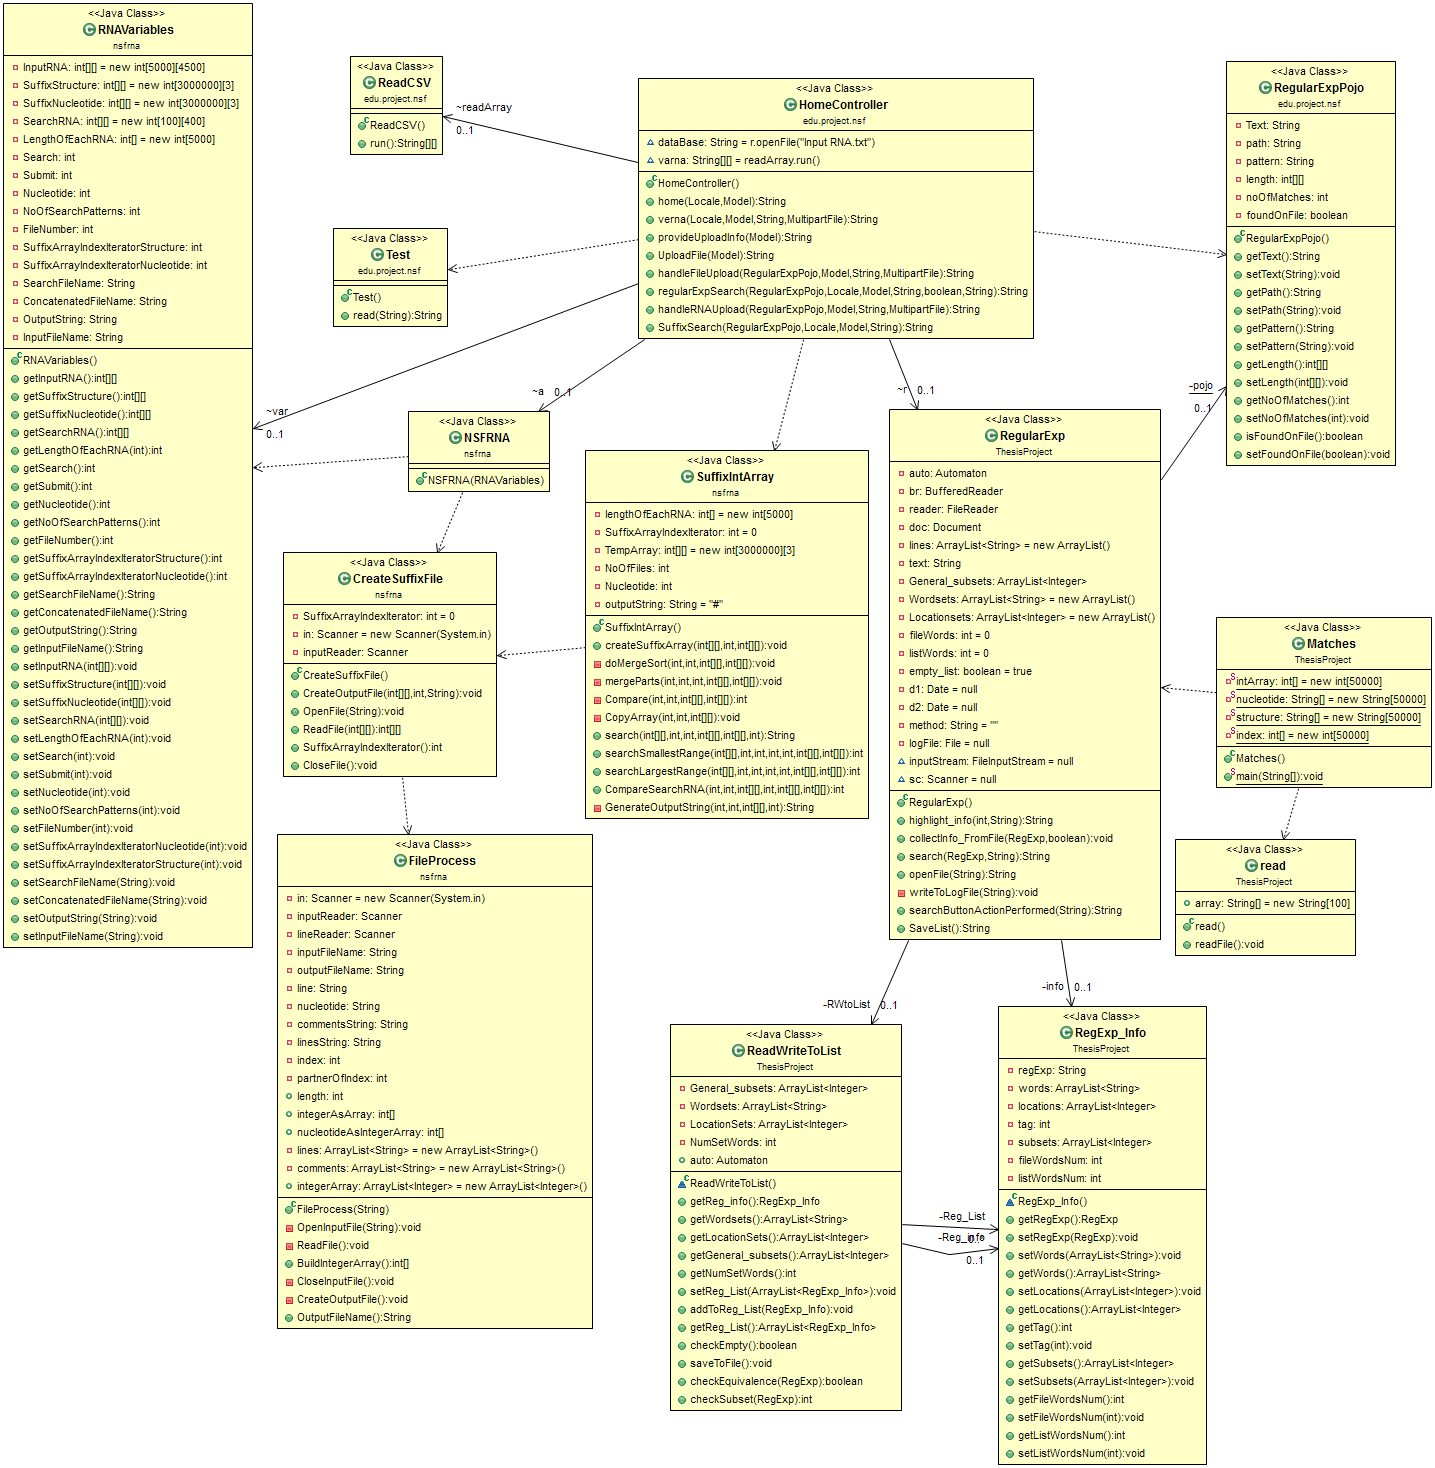 <<Java Class>>
RNAVariables
nsfrna
InputRNA: int[][] = new int[5000][4500]
SuffixStructure: int[][] = new int[3000000][3]
SuffixNucleotide: int[][] = new int[3000000][3]
SearchRNA: int[][] = new int[100][400]
LengthOfEachRNA: int[] = new int[5000]
Search: int
Submit: int
Nucleotide: int
NoOfSearchPatterns: int
FileNumber: int
SuffixArrayIndexIteratorStructure: int
SuffixArrayIndexIteratorNucleotide: int
SearchFileName: String
ConcatenatedFileName: String
OutputString: String
InputFileName: String
RNAVariables()
getInputRNA():int[][]
getSuffixStructure():int[][]
getSuffixNucleotide():int[][]
getSearchRNA():int[][]
getLengthOfEachRNA(int):int
getSearch():int
getSubmit():int
getNucleotide():int
getNoOfSearchPatterns():int
getFileNumber():int
getSuffixArrayIndexIteratorStructure():int
getSuffixArrayIndexIteratorNucleotide():int
getSearchFileName():String
getConcatenatedFileName():String
getOutputString():String
getInputFileName():String
setInputRNA(int[][]):void
setSuffixStructure(int[][]):void
setSuffixNucleotide(int[][]):void
setSearchRNA(int[][]):void
setLengthOfEachRNA(int,int):void
setSearch(int):void
setSubmit(int):void
setNucleotide(int):void
setNoOfSearchPatterns(int):void
setFileNumber(int):void
setSuffixArrayIndexIteratorNucleotide(int):void
setSuffixArrayIndexIteratorStructure(int):void
setSearchFileName(String):void
setConcatenatedFileName(String):void
setOutputString(String):void
setInputFileName(String):void
<<Java Class>>
ReadCSV
edu.project.nsf
ReadCSV()
run():String[][]
~readArray
0..1
<<Java Class>>
Test
edu.project.nsf
Test()
read(String):String
<<Java Class>>
HomeController
edu.project.nsf
dataBase: String = r.openFile("Input RNA.txt")
varna: String[][] = readArray.run()
HomeController()
home(Locale,Model):String
verna(Locale,Model,String,MultipartFile):String
provideUploadInfo(Model):String
UploadFile(Model):String
handleFileUpload(RegularExpPojo,Model,String,MultipartFile):String
regularExpSearch(RegularExpPojo,Locale,Model,String,boolean,String):String
handleRNAUpload(RegularExpPojo,Model,String,MultipartFile):String
SuffixSearch(RegularExpPojo,Locale,Model,String):String
<<Java Class>>
RegularExpPojo
edu.project.nsf
Text: String
path: String
pattern: String
length: int[][]
noOfMatches: int
foundOnFile: boolean
RegularExpPojo()
getText():String
setText(String):void
getPath():String
setPath(String):void
getPattern():String
setPattern(String):void
getLength():int[][]
setLength(int[][]):void
getNoOfMatches():int
setNoOfMatches(int):void
isFoundOnFile():boolean
setFoundOnFile(boolean):void
~var
0..1
~a
0..1
~r
0..1
-pojo
0..1
<<Java Class>>
NSFRNA
nsfrna
NSFRNA(RNAVariables)
<<Java Class>>
CreateSuffixFile
nsfrna
SuffixArrayIndexIterator: int = 0
in: Scanner = new Scanner(System.in)
inputReader: Scanner
CreateSuffixFile()
CreateOutputFile(int[][],int,String):void
OpenFile(String):void
ReadFile(int[][]):int[][]
SuffixArrayIndexIterator():int
CloseFile():void
<<Java Class>>
SuffixIntArray
nsfrna
lengthOfEachRNA: int[] = new int[5000]
SuffixArrayIndexIterator: int = 0
TempArray: int[][] = new int[3000000][3]
NoOfFiles: int
Nucleotide: int
outputString: String = "#"
SuffixIntArray()
createSuffixArray(int[][],int,int[][]):void
doMergeSort(int,int,int[][],int[][]):void
mergeParts(int,int,int,int[][],int[][]):void
Compare(int,int,int[][],int[][]):int
CopyArray(int,int,int[][]):void
search(int[][],int,int,int[][],int[][],int):String
searchSmallestRange(int[][],int,int,int,int,int[][],int[][]):int
searchLargestRange(int[][],int,int,int,int,int[][],int[][]):int
CompareSearchRNA(int,int,int[][],int,int[][],int[][]):int
GenerateOutputString(int,int,int[][],int):String
<<Java Class>>
RegularExp
ThesisProject
auto: Automaton
br: BufferedReader
reader: FileReader
doc: Document
lines: ArrayList<String> = new ArrayList()
text: String
General_subsets: ArrayList<Integer>
Wordsets: ArrayList<String> = new ArrayList()
Locationsets: ArrayList<Integer> = new ArrayList()
fileWords: int = 0
listWords: int = 0
empty_list: boolean = true
d1: Date = null
d2: Date = null
method: String = ""
logFile: File = null
inputStream: FileInputStream = null
sc: Scanner = null
RegularExp()
highlight_info(int,String):String
collectInfo_FromFile(RegExp,boolean):void
search(RegExp,String):String
openFile(String):String
writeToLogFile(String):void
searchButtonActionPerformed(String):String
SaveList():String
<<Java Class>>
Matches
ThesisProject
intArray: int[] = new int[50000]
nucleotide: String[] = new String[50000]
structure: String[] = new String[50000]
index: int[] = new int[50000]
Matches()
main(String[]):void
<<Java Class>>
read
ThesisProject
array: String[] = new String[100]
read()
readFile():void
<<Java Class>>
FileProcess
nsfrna
in: Scanner = new Scanner(System.in)
inputReader: Scanner
lineReader: Scanner
inputFileName: String
outputFileName: String
line: String
nucleotide: String
commentsString: String
linesString: String
index: int
partnerOfIndex: int
length: int
integerAsArray: int[]
nucleotideAsIntegerArray: int[]
lines: ArrayList<String> = new ArrayList<String>()
comments: ArrayList<String> = new ArrayList<String>()
integerArray: ArrayList<Integer> = new ArrayList<Integer>()
FileProcess(String)
OpenInputFile(String):void
ReadFile():void
BuildIntegerArray():int[]
CloseInputFile():void
CreateOutputFile():void
OutputFileName():String
-RWtoList
0..1
-info
0..1
<<Java Class>>
ReadWriteToList
ThesisProject
General_subsets: ArrayList<Integer>
Wordsets: ArrayList<String>
LocationSets: ArrayList<Integer>
NumSetWords: int
auto: Automaton
ReadWriteToList()
getReg_info():RegExp_Info
getWordsets():ArrayList<String>
getLocationSets():ArrayList<Integer>
getGeneral_subsets():ArrayList<Integer>
getNumSetWords():int
setReg_List(ArrayList<RegExp_Info>):void
addToReg_List(RegExp_Info):void
getReg_List():ArrayList<RegExp_Info>
checkEmpty():boolean
saveToFile():void
checkEquivalence(RegExp):boolean
checkSubset(RegExp):int
-Reg_List
-Reg_info
0..1
<<Java Class>>
RegExp_Info
ThesisProject
regExp: String
words: ArrayList<String>
locations: ArrayList<Integer>
tag: int
subsets: ArrayList<Integer>
fileWordsNum: int
listWordsNum: int
RegExp_Info()
getRegExp():RegExp
setRegExp(RegExp):void
setWords(ArrayList<String>):void
getWords():ArrayList<String>
setLocations(ArrayList<Integer>):void
getLocations():ArrayList<Integer>
getTag():int
setTag(int):void
getSubsets():ArrayList<Integer>
setSubsets(ArrayList<Integer>):void
getFileWordsNum():int
setFileWordsNum(int):void
getListWordsNum():int
setListWordsNum(int):void